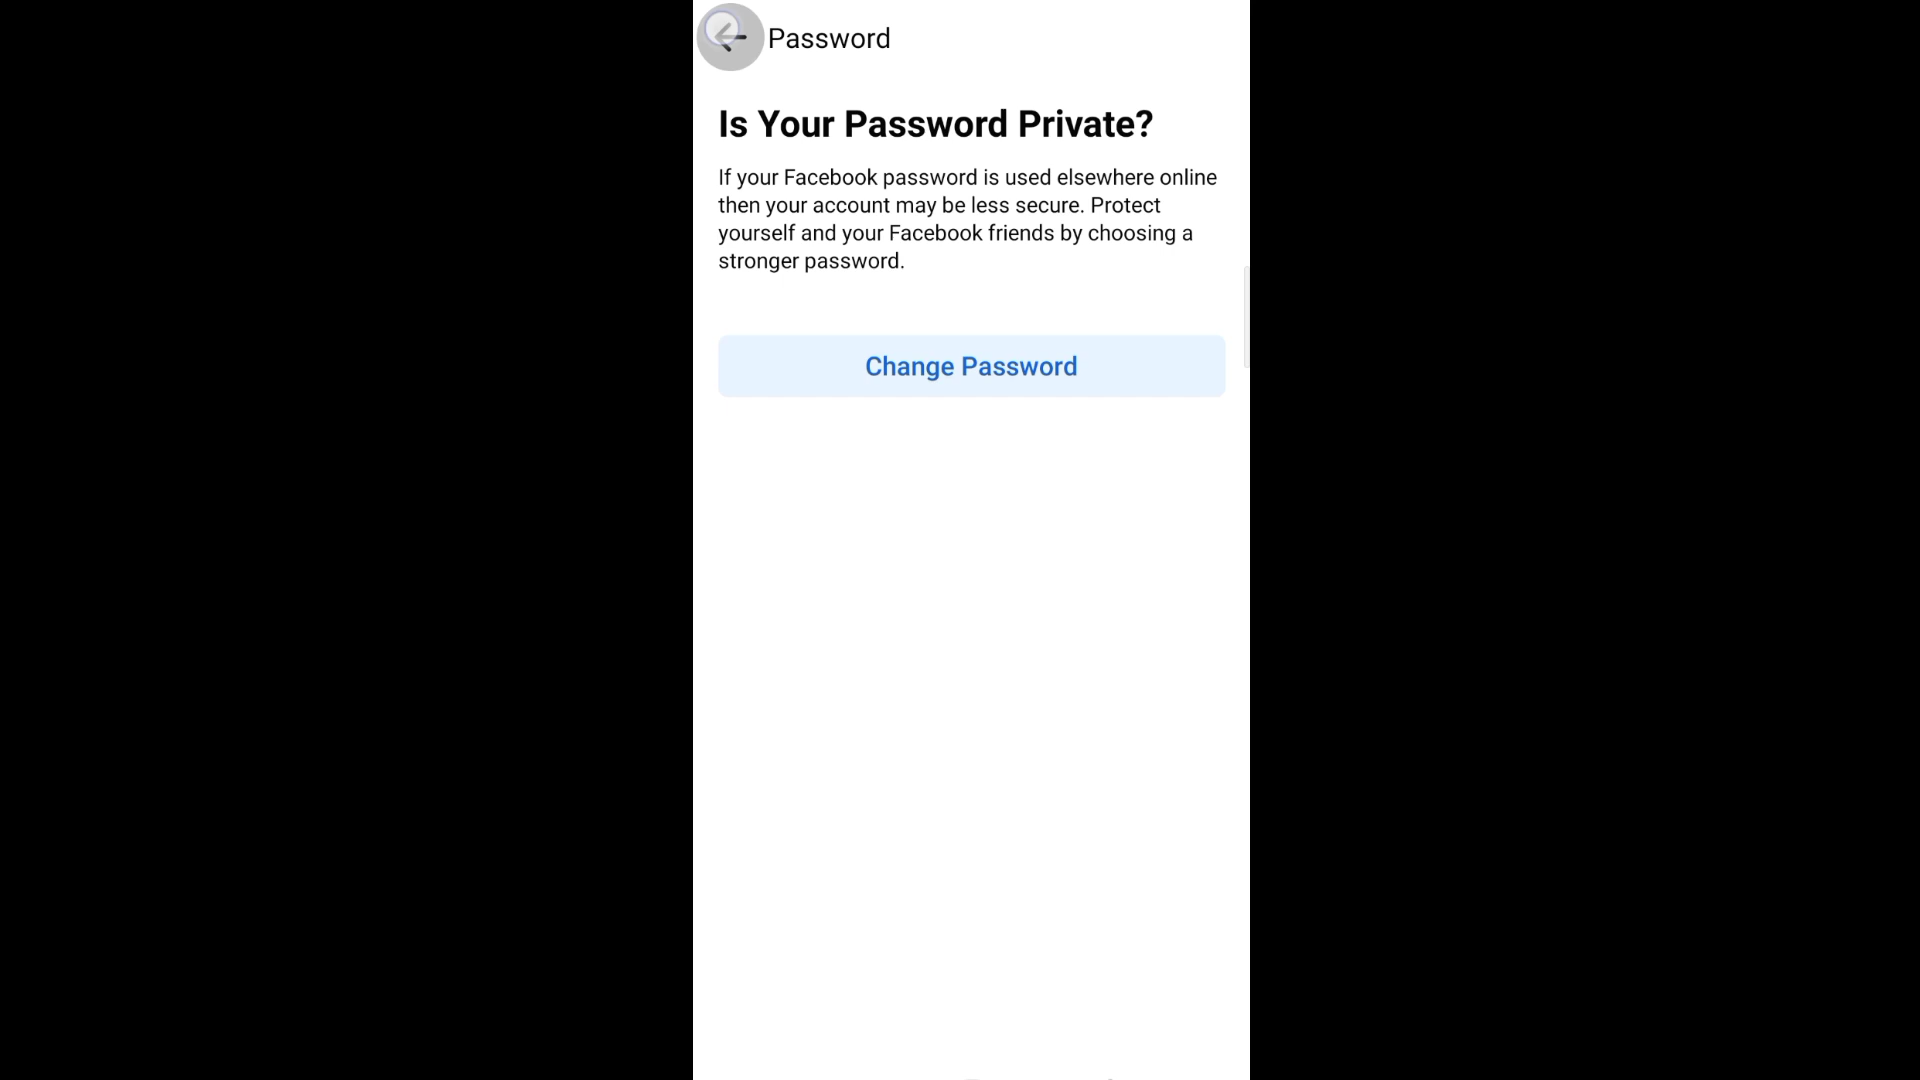 Password
Is Your Password Private?
If your Facebook password is used elsewhere online
then your account may be less secure. Protect
yourself and your Facebook friends by choosing a
stronger password.
Change Password